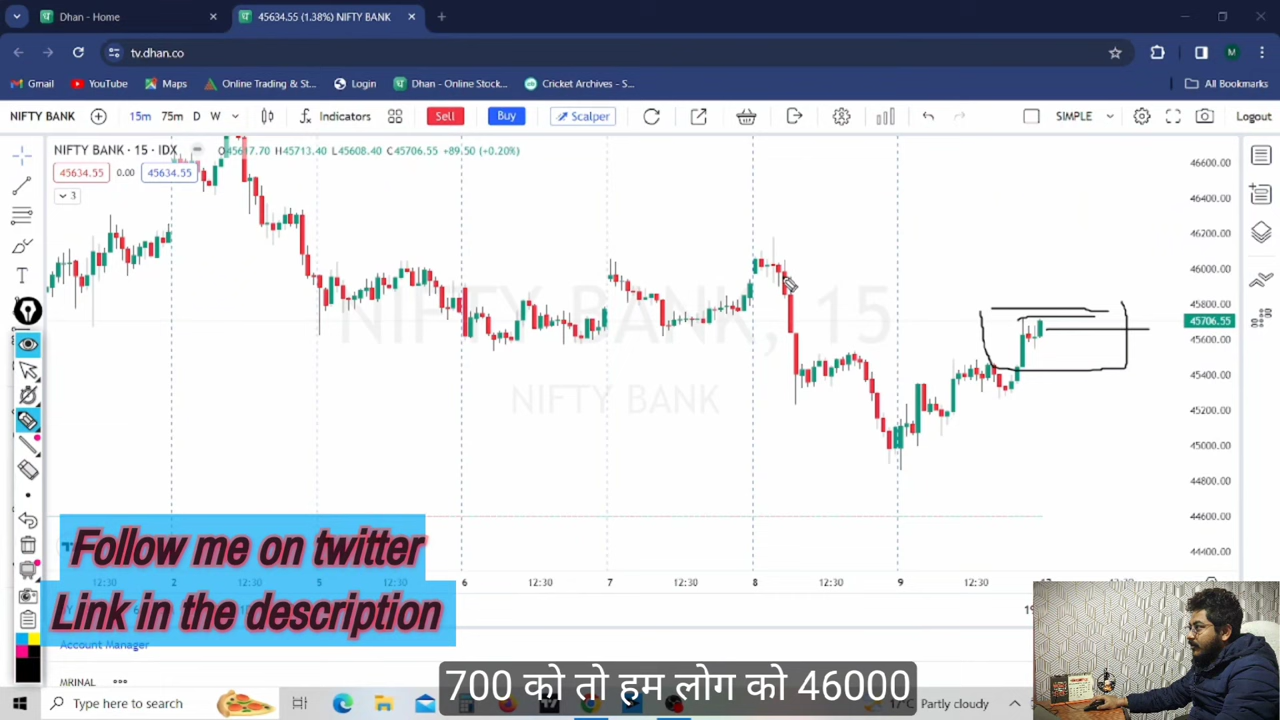 Dhan - Home
45634.55 (1.38%) NIFTY BANK
tv.dhan.co
M
Gmail YouTube Maps Online Trading & St... Login Dhan - Online Stock... Cricket Archives - S... All Bookmarks
NIFTY BANK 15m 75m D W Indicators Sell Buy Scalper SIMPLE Logout
NIFTY BANK · 15 · IDX O45617.70 H45713.40 L45608.40 C45706.55 +89.50 (+0.20%)
45634.55 0.00 45634.55
3
46600.00
46400.00
46200.00
46000.00
45800.00
45706.55
45600.00
45400.00
45200.00
45000.00
44800.00
44600.00
44400.00
NIFTY BANK, 15
NIFTY BANK
12:30 2 12:30 5 12:30 6 12:30 7 12:30 8 12:30 9 12:30
Follow me on twitter
Link in the description
Account Manager
MRINAL
700 को तो हम लोग को 46000
Type here to search
17°C Partly cloudy